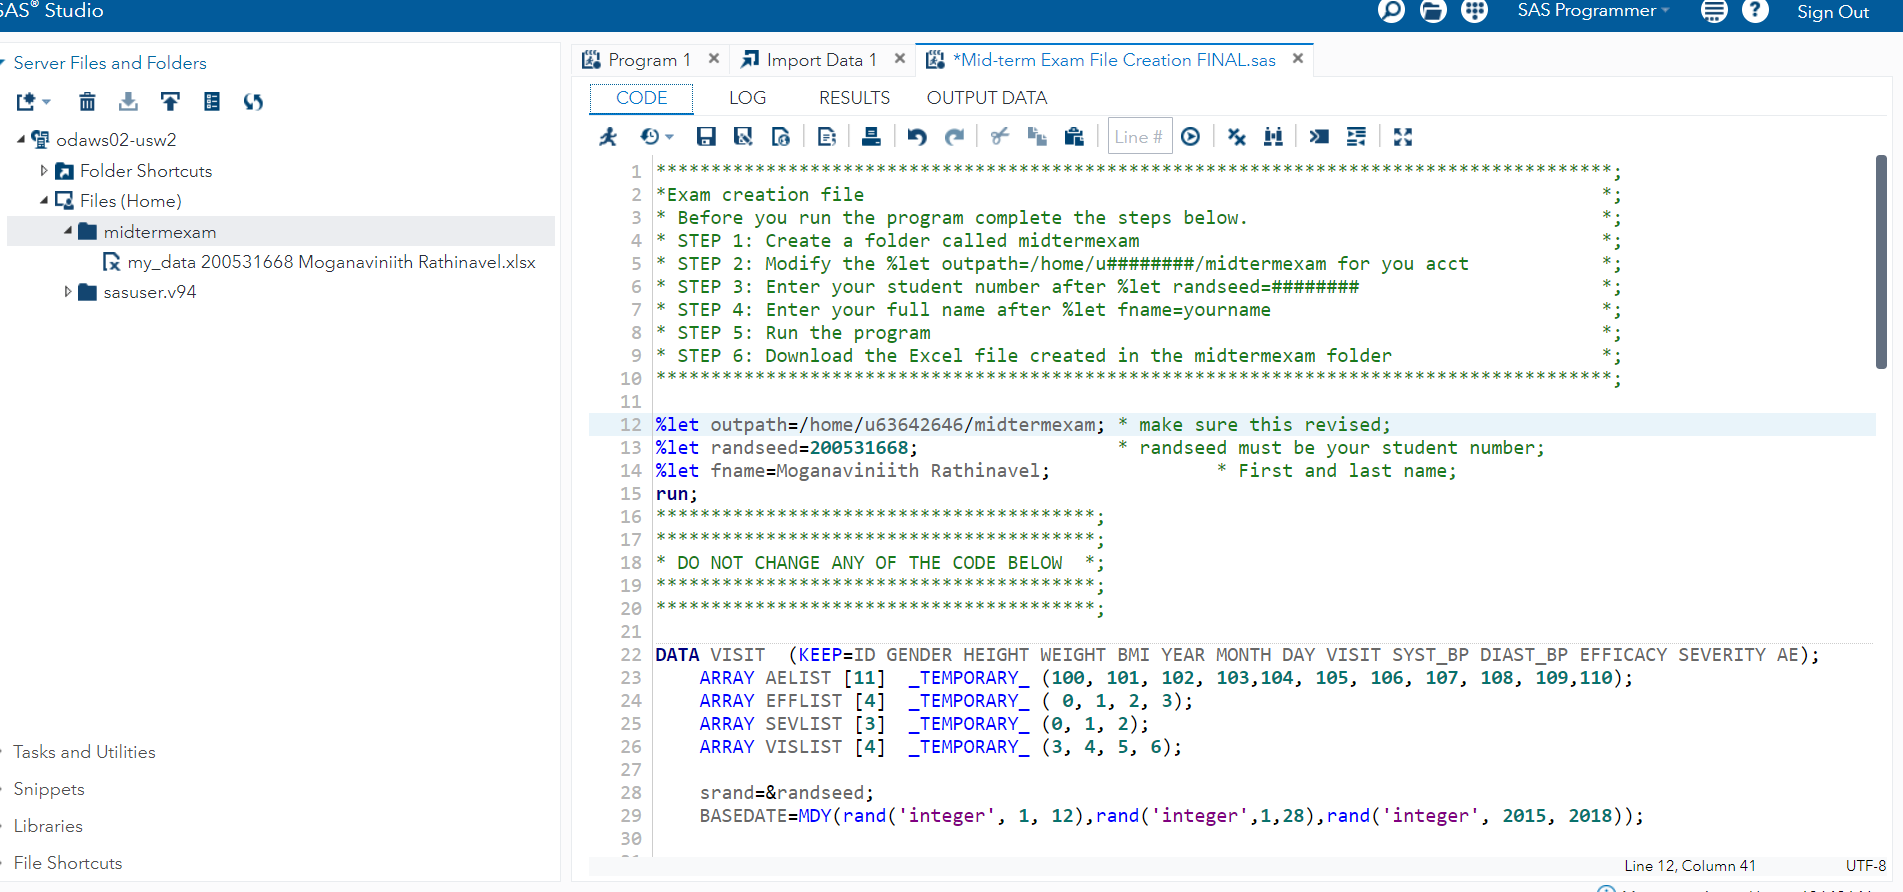 SAS® Studio
SAS Programmer
Sign Out
Server Files and Folders
odaws02-usw2
Folder Shortcuts
Files (Home)
midtermexam
my_data 200531668 Moganaviniith Rathinavel.xlsx
sasuser.v94
Tasks and Utilities
Snippets
Libraries
File Shortcuts
Program 1
Import Data 1
*Mid-term Exam File Creation FINAL.sas
CODE LOG RESULTS OUTPUT DATA
Line #
1 ***************************************************************************************;
2 *Exam creation file *;
3 * Before you run the program complete the steps below. *;
4 * STEP 1: Create a folder called midtermexam *;
5 * STEP 2: Modify the %let outpath=/home/u########/midtermexam for you acct *;
6 * STEP 3: Enter your student number after %let randseed=######## *;
7 * STEP 4: Enter your full name after %let fname=yourname *;
8 * STEP 5: Run the program *;
9 * STEP 6: Download the Excel file created in the midtermexam folder *;
10 ***************************************************************************************;
11
12 %let outpath=/home/u63642646/midtermexam; * make sure this revised;
13 %let randseed=200531668; * randseed must be your student number;
14 %let fname=Moganaviniith Rathinavel; * First and last name;
15 run;
16 ****************************************;
17 ****************************************;
18 * DO NOT CHANGE ANY OF THE CODE BELOW *;
19 ****************************************;
20 ****************************************;
21
22 DATA VISIT (KEEP=ID GENDER HEIGHT WEIGHT BMI YEAR MONTH DAY VISIT SYST_BP DIAST_BP EFFICACY SEVERITY AE);
23 ARRAY AELIST [11] _TEMPORARY_ (100, 101, 102, 103,104, 105, 106, 107, 108, 109,110);
24 ARRAY EFFLIST [4] _TEMPORARY_ ( 0, 1, 2, 3);
25 ARRAY SEVLIST [3] _TEMPORARY_ (0, 1, 2);
26 ARRAY VISLIST [4] _TEMPORARY_ (3, 4, 5, 6);
27
28 srand=&randseed;
29 BASEDATE=MDY(rand('integer', 1, 12),rand('integer',1,28),rand('integer', 2015, 2018));
30
Line 12, Column 41
UTF-8